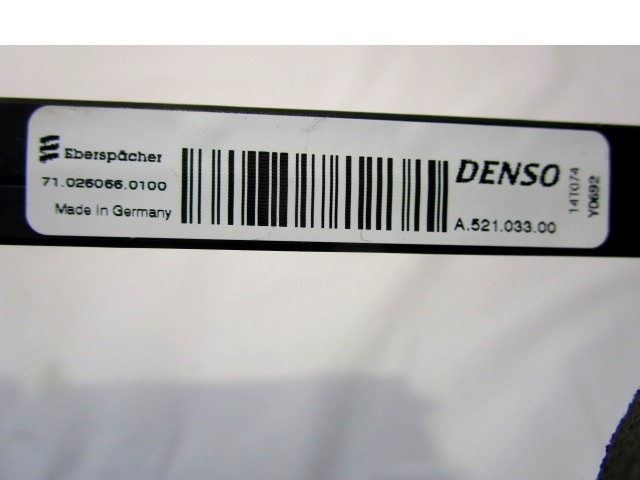 Eberspächer
71.026066.0100
Made in Germany
DENSO
A.521.033.00
14T074
Y0692